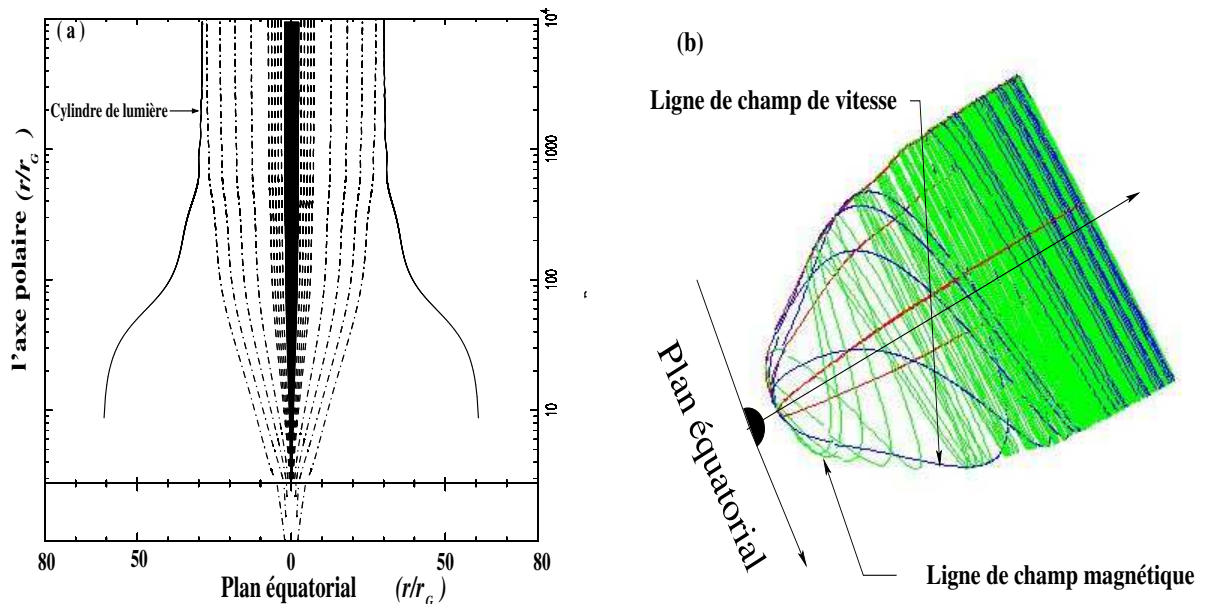 (a)
Cylindre de lumière
l'axe polaire (r/r_G)
10^4
1000
100
10
80
50
0
50
80
Plan équatorial (r/r_G)
(b)
Ligne de champ de vitesse
Plan équatorial
Ligne de champ magnétique